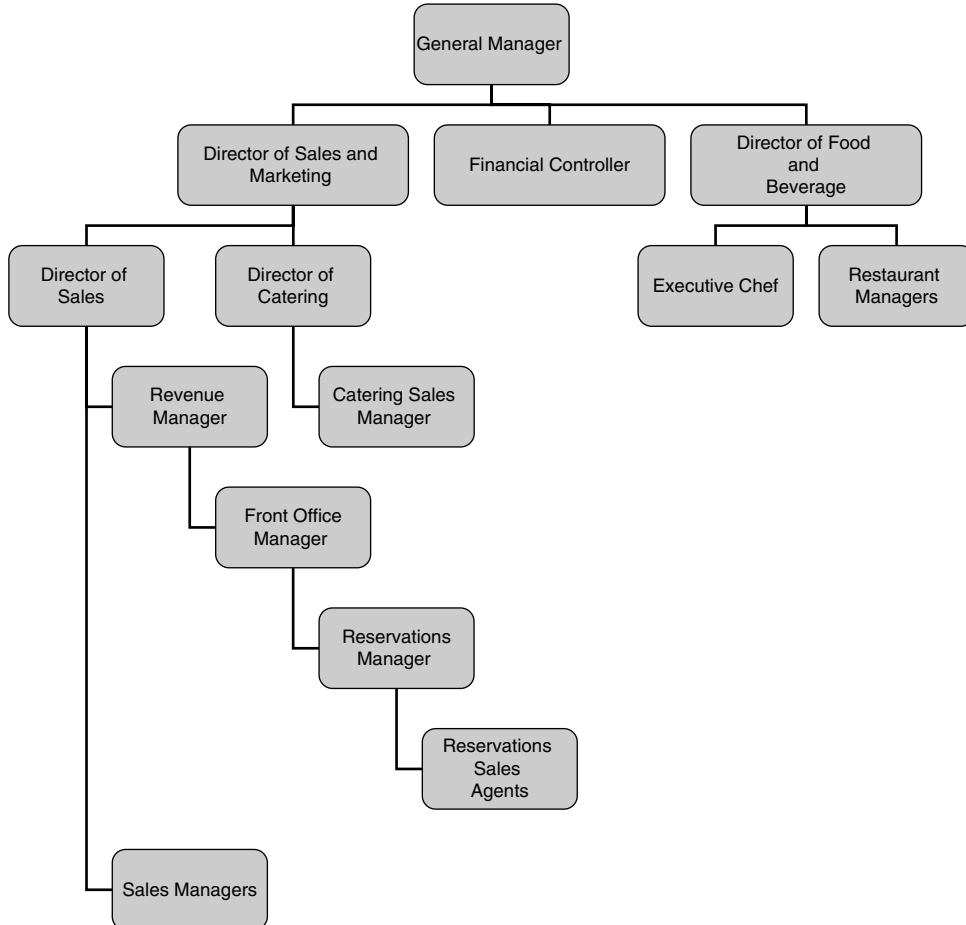 General Manager
Director of Sales and
Marketing
Financial Controller
Director of Food
and
Beverage
Director of
Sales
Director of
Catering
Executive Chef
Restaurant
Managers
Revenue
Manager
Catering Sales
Manager
Front Office
Manager
Reservations
Manager
Reservations
Sales
Agents
Sales Managers